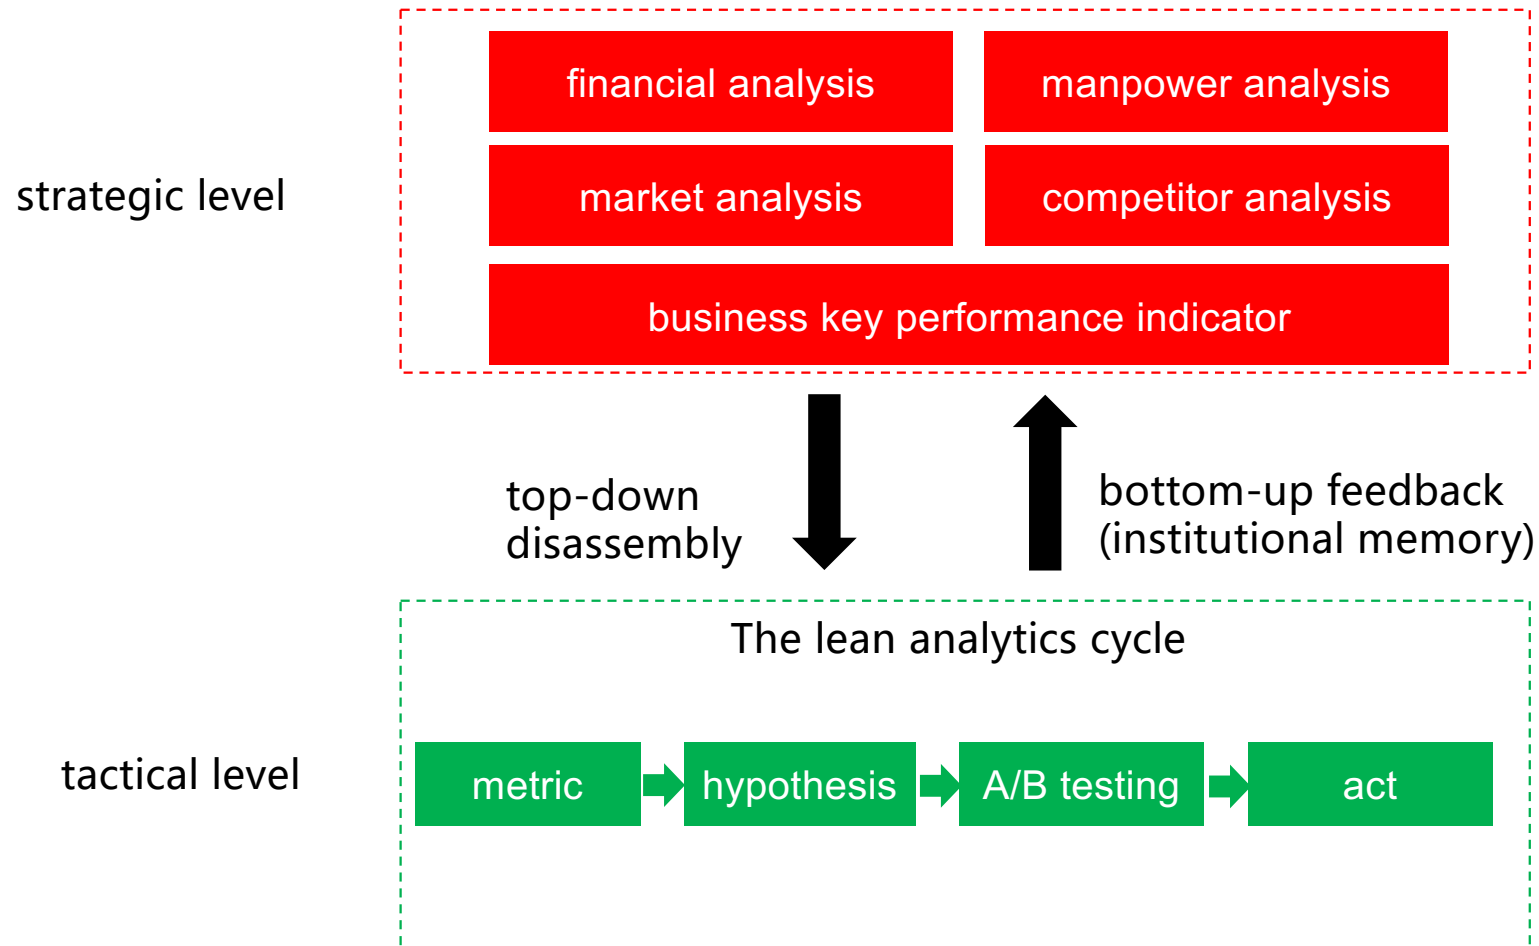 financial analysis
manpower analysis
strategic level
market analysis
competitor analysis
business key performance indicator
top-down
disassembly
bottom-up feedback
(institutional memory)
The lean analytics cycle
tactical level
metric
hypothesis
A/B testing
act